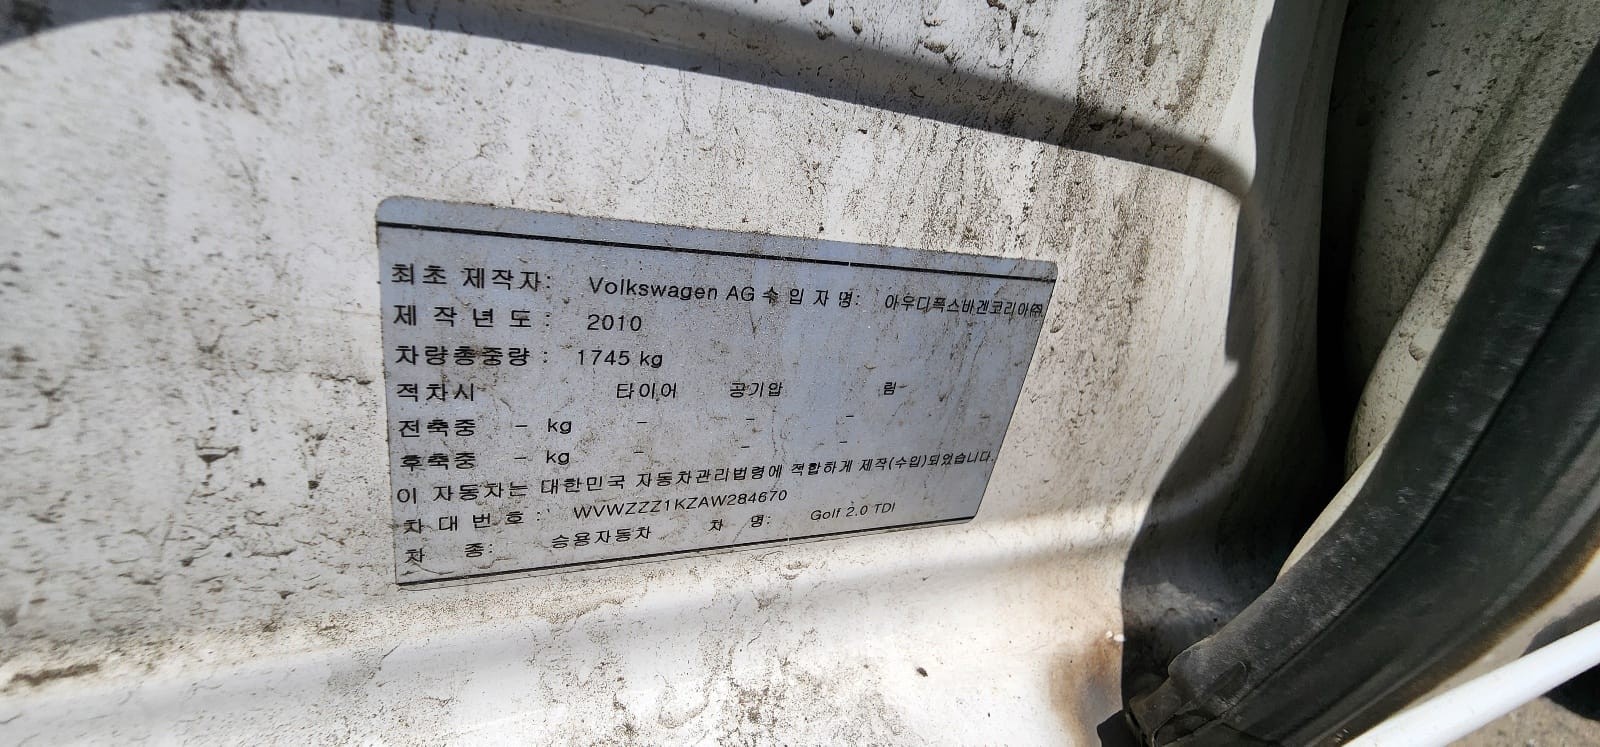 최초 제작자: Volkswagen AG 수 입 자 명: 아우디폭스바겐코리아㈜
제 작 년 도 : 2010
차량총중량 : 1745 kg
적차시 타이어 공기압 림
전축중 - kg - - - -
후축중 - kg - - -
이 자동차는 대한민국 자동차관리법령에 적합하게 제작(수입)되었습니다.
차 대 번 호 : WVWZZZ1KZAW284670
차 종: 승용자동차 차 명: Golf 2.0 TDI